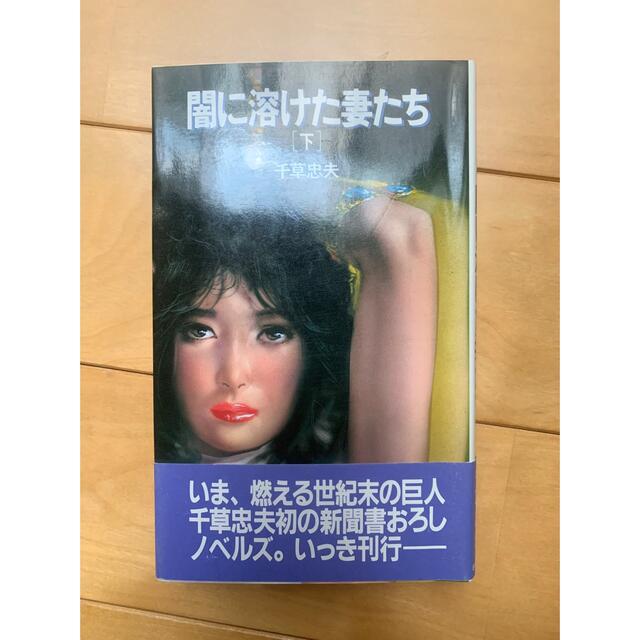 闇に溶けた妻たち
[下]
千草忠夫
いま、燃える世紀末の巨人
千草忠夫初の新聞書おろし
ノベルズ。いっき刊行──